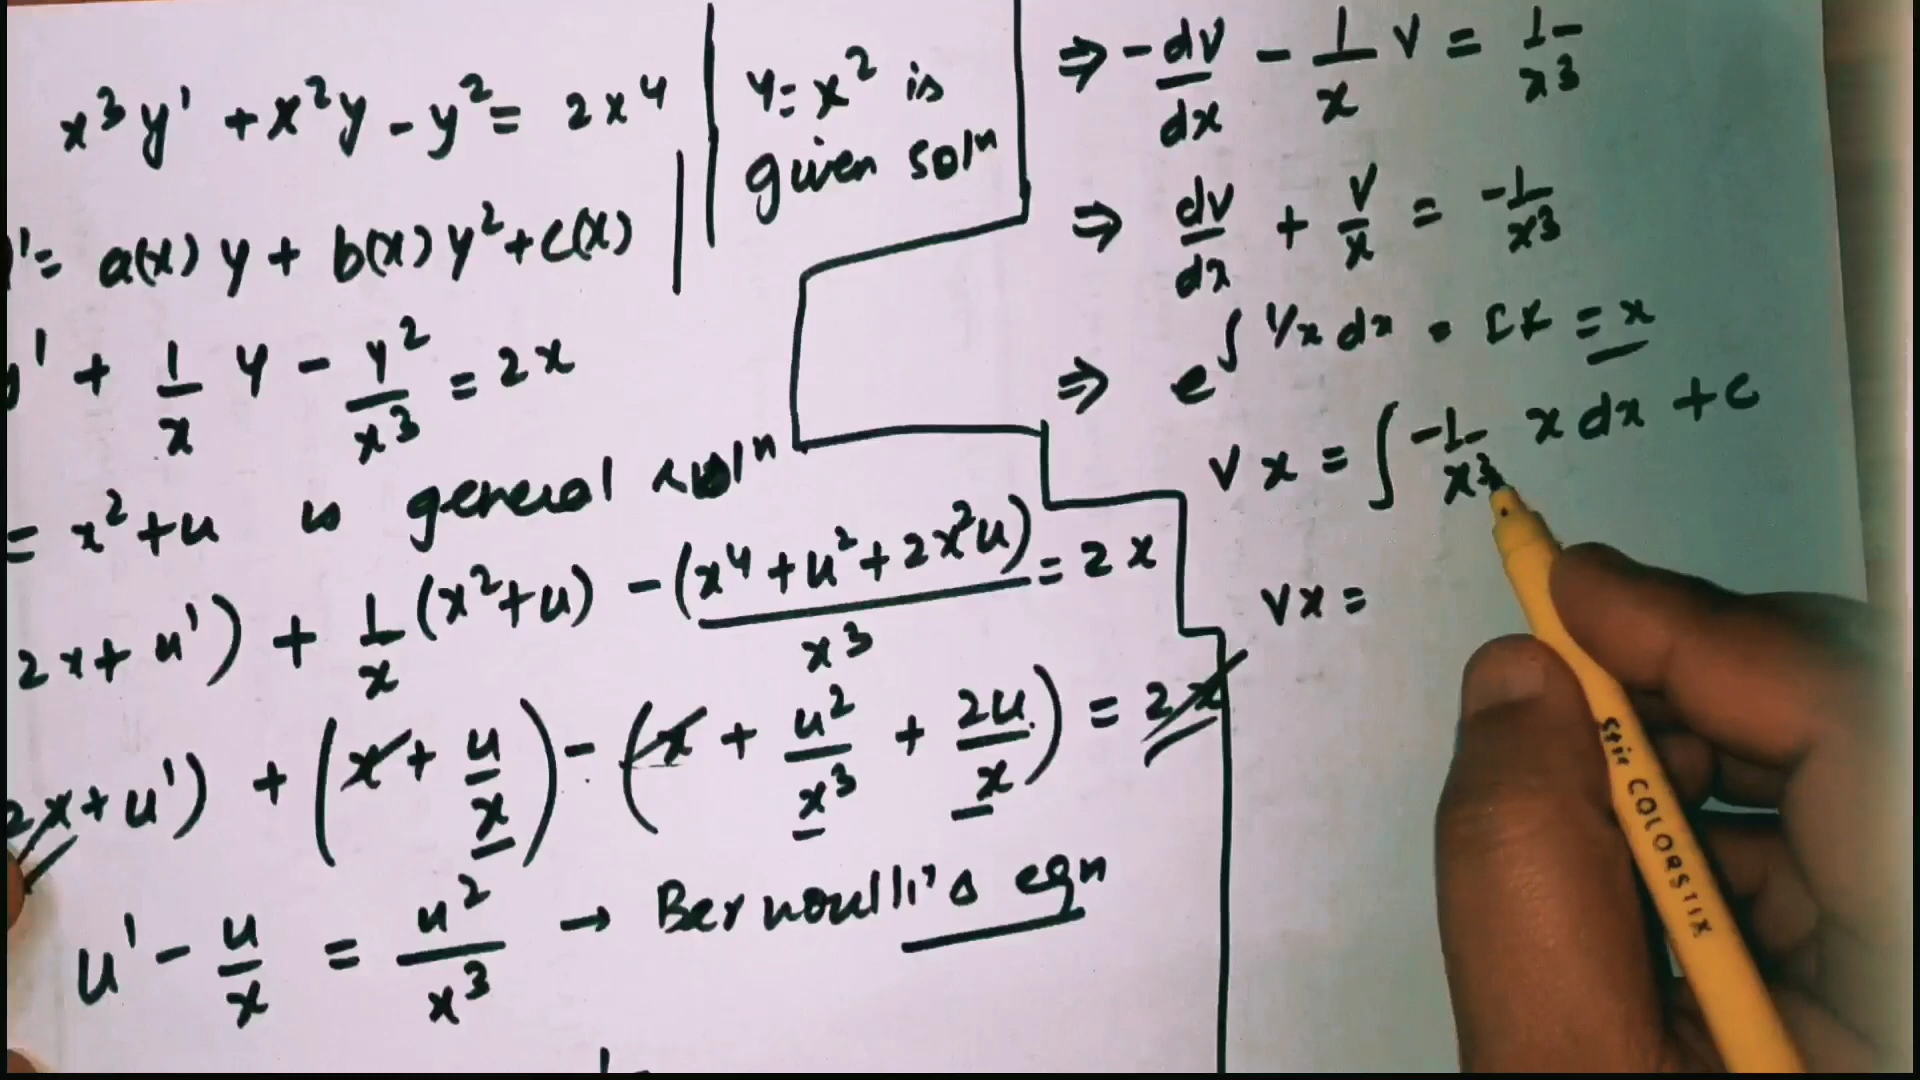 x³y' + x²y - y² = 2x⁴
y = x² is
given solⁿ
'= a(x) y + b(x) y² + c(x)
y' + 1/x y - y²/x³ = 2x
= x² + u is general solⁿ
2x + u') + 1/x (x² + u) - (x⁴ + u² + 2x²u)/x³ = 2x
2x + u') + (x + u/x) - (x + u²/x³ + 2u/x) = 2x
u' - u/x = u²/x³ → Bernoulli's eqn
⇒ -dv/dx - 1/x v = 1/x³
⇒ dv/dx + v/x = -1/x³
⇒ e^∫ 1/x dx = = x
v x = ∫ -1/x³ x dx + c
vx =
Stic COLORSTIX